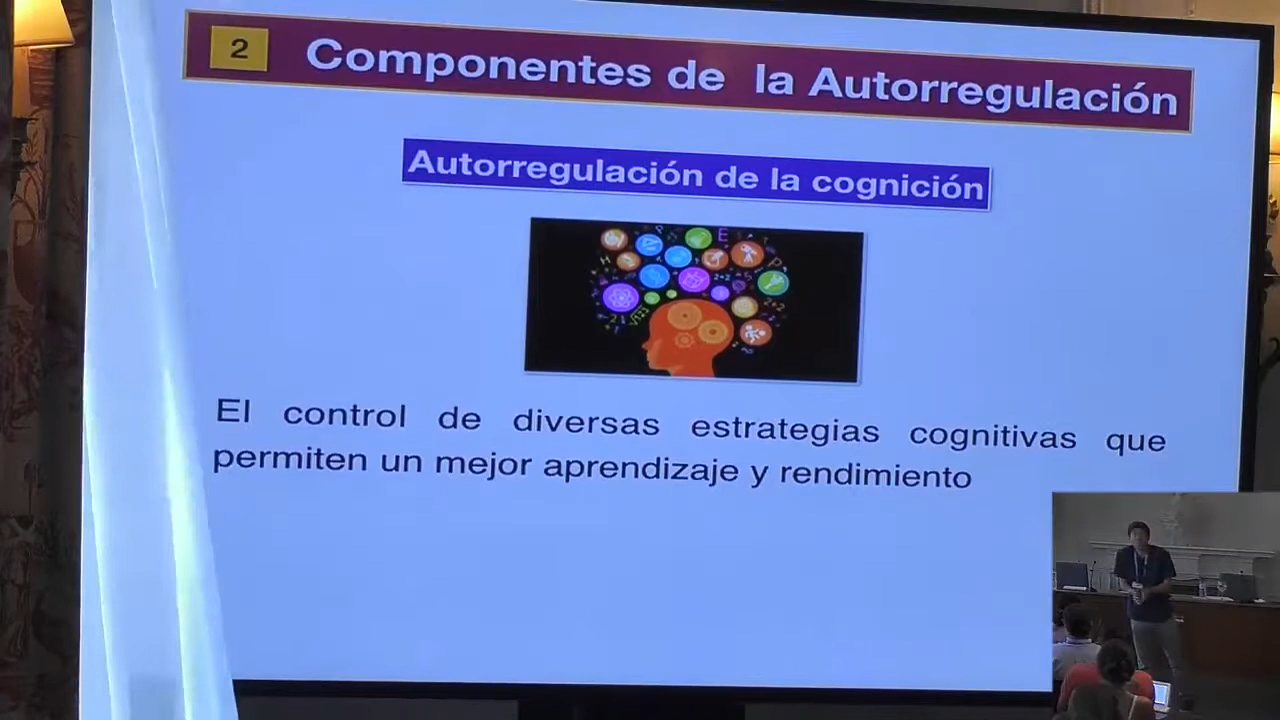 2
Componentes de la Autorregulación
Autorregulación de la cognición
El control de diversas estrategias cognitivas que
permiten un mejor aprendizaje y rendimiento